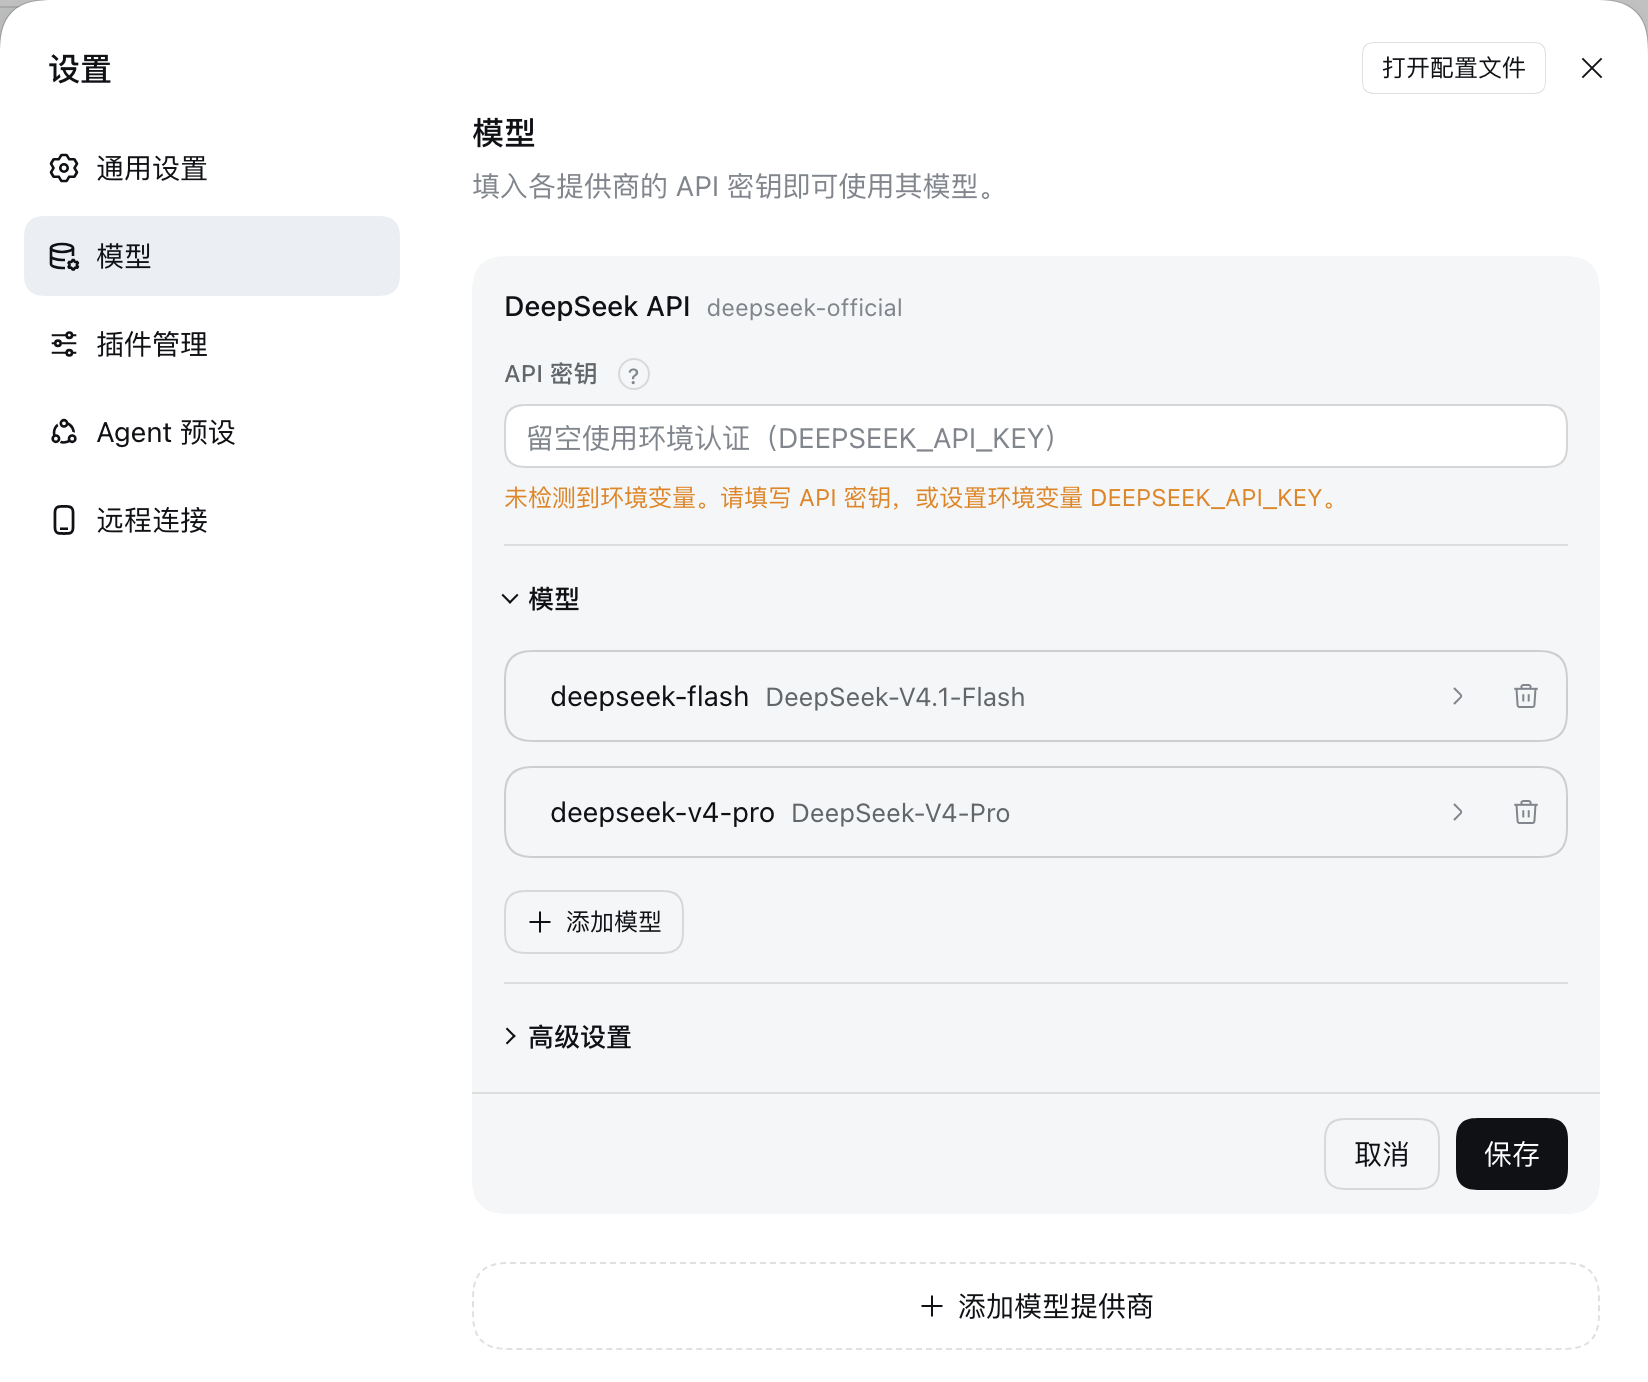 设置
打开配置文件
通用设置
模型
插件管理
Agent 预设
远程连接
模型
填入各提供商的 API 密钥即可使用其模型。
DeepSeek API deepseek-official
API 密钥 ?
留空使用环境认证（DEEPSEEK_API_KEY）
未检测到环境变量。请填写 API 密钥，或设置环境变量 DEEPSEEK_API_KEY。
模型
deepseek-flash DeepSeek-V4.1-Flash
deepseek-v4-pro DeepSeek-V4-Pro
添加模型
高级设置
取消
保存
添加模型提供商